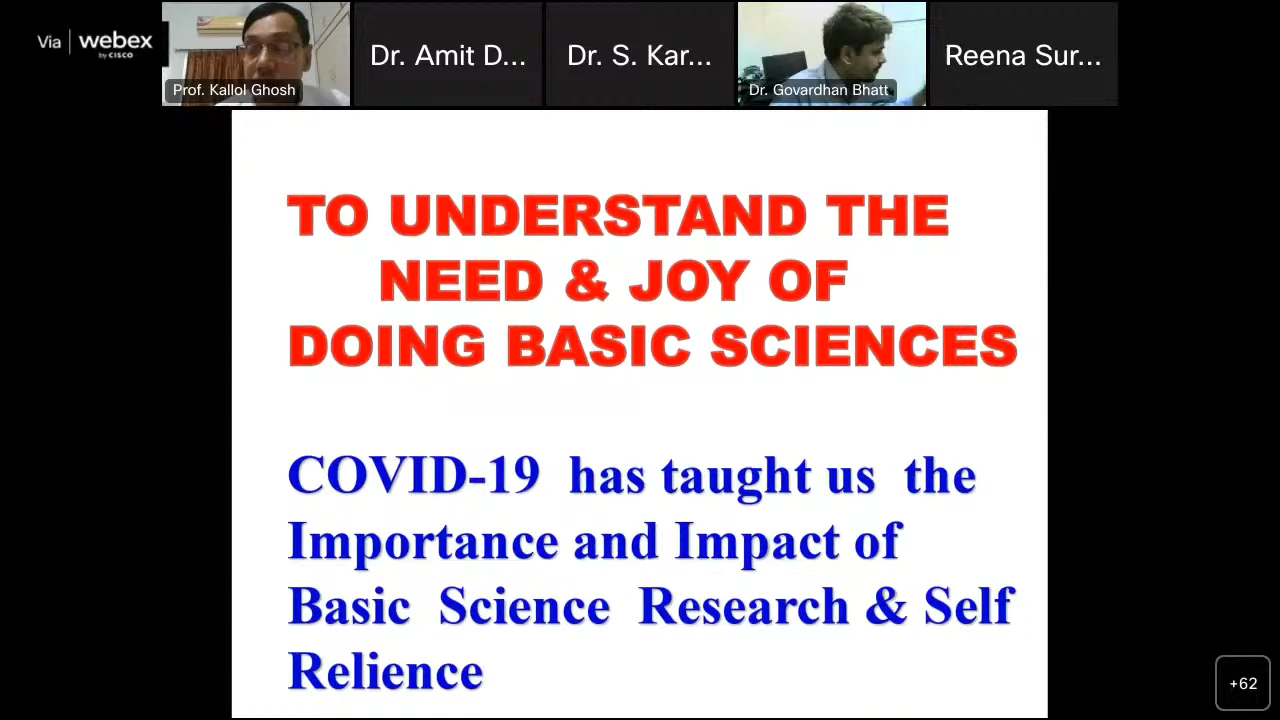 Via webex
by CISCO
Prof. Kallol Ghosh
Dr. Amit D...
Dr. S. Kar...
Dr. Govardhan Bhatt
Reena Sur...
TO UNDERSTAND THE
NEED & JOY OF
DOING BASIC SCIENCES
COVID-19 has taught us the
Importance and Impact of
Basic Science Research & Self
Relience
+62